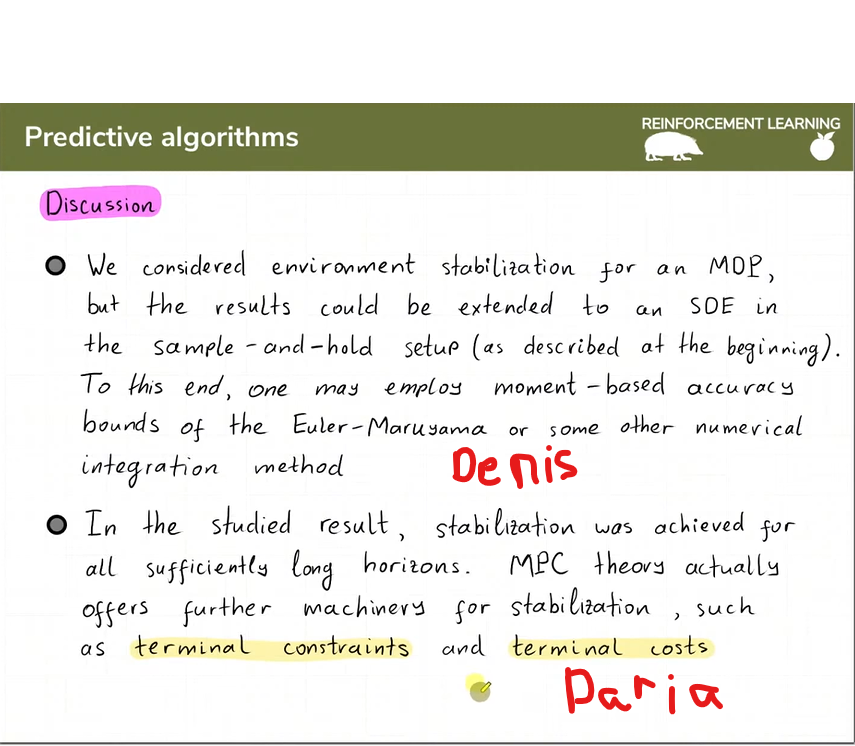 Predictive algorithms
REINFORCEMENT LEARNING
Discussion
We considered environment stabilization for an MDP,
but the results could be extended to an SDE in
the sample-and-hold setup (as described at the beginning).
To this end, one may employ moment-based accuracy
bounds of the Euler-Maruyama or some other numerical
integration method
Denis
In the studied result, stabilization was achieved for
all sufficiently long horizons. MPC theory actually
offers further machinery for stabilization, such
as terminal constraints and terminal costs
Daria